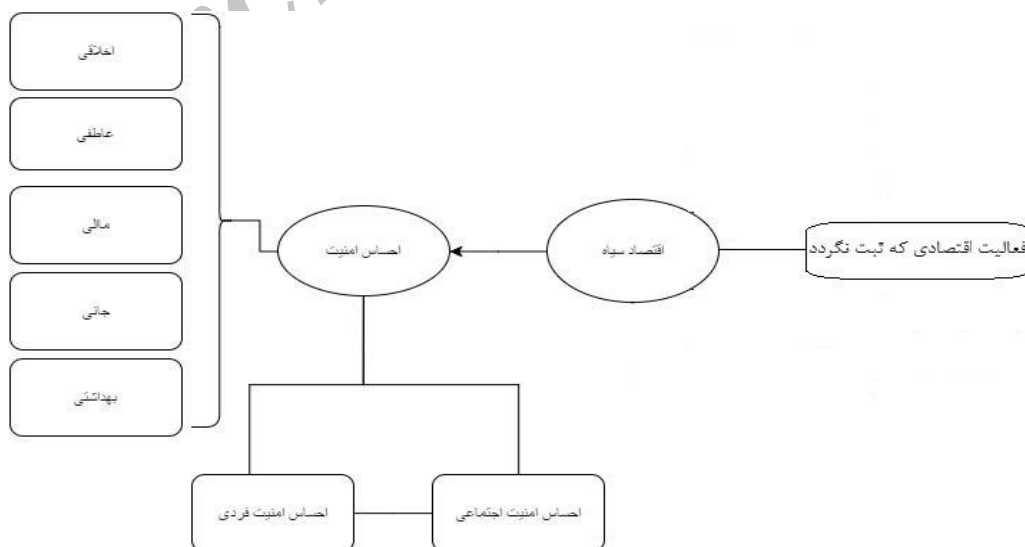 فعالیت اقتصادی که ثبت نگردد
اقتصاد سیاه
احساس امنیت
اخلاقی
عاطفی
مالی
جانی
بهداشتی
احساس امنیت اجتماعی
احساس امنیت فردی